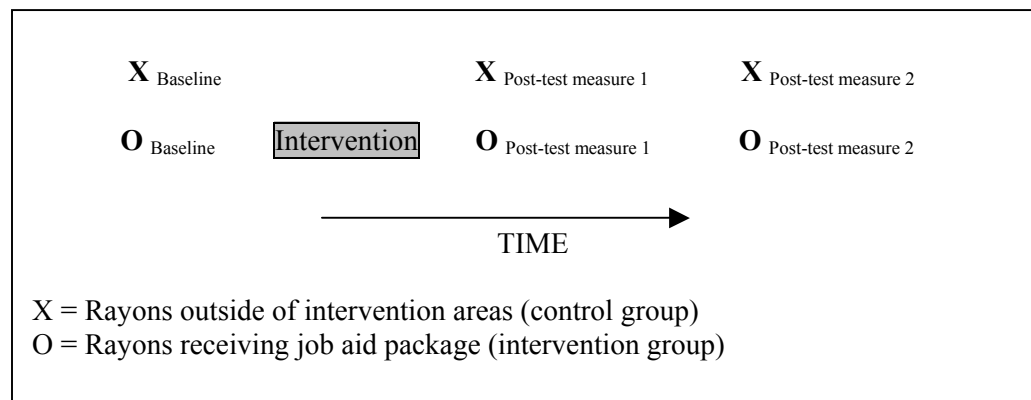 X Baseline X Post-test measure 1 X Post-test measure 2
O Baseline Intervention O Post-test measure 1 O Post-test measure 2
TIME
X = Rayons outside of intervention areas (control group)
O = Rayons receiving job aid package (intervention group)